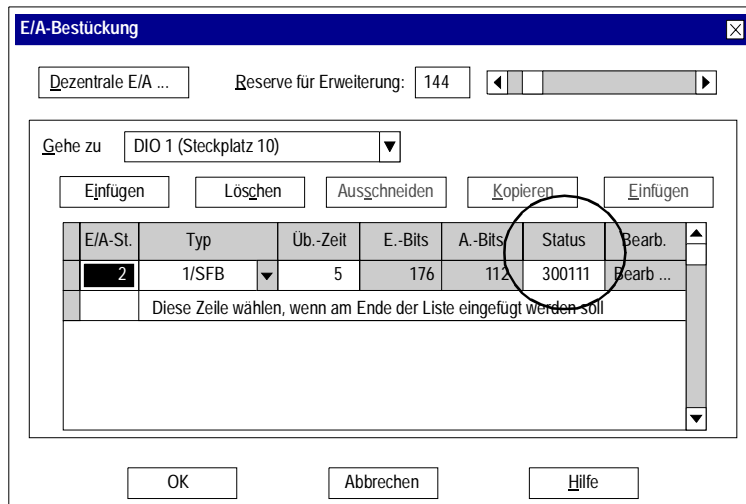 E/A-Bestückung
Dezentrale E/A ... Reserve für Erweiterung: 144
Gehe zu DIO 1 (Steckplatz 10)
Einfügen Löschen Ausschneiden Kopieren Einfügen
E/A-St. Typ Üb.-Zeit E.-Bits A.-Bits Status Bearb.
2 1/SFB 5 176 112 300111 Bearb ...
Diese Zeile wählen, wenn am Ende der Liste eingefügt werden soll
OK Abbrechen Hilfe